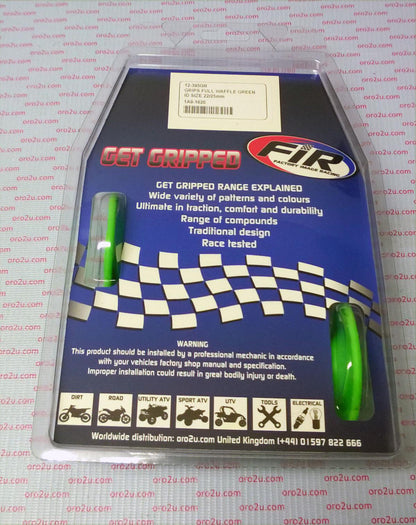 12-395GR
GRIPS FULL WAFFLE GREEN
ID SIZE 22/25mm
GET GRIPPED
FIR
FACTORY IMAGE RACING
GET GRIPPED RANGE EXPLAINED
Wide variety of patterns and colours
Ultimate in traction, comfort and durability
Range of compounds
Traditional design
Race tested
WARNING
This product should be installed by a professional mechanic in accordance
with your vehicles factory shop manual and specification.
Improper installation could result in great bodily injury or death.
DIRT ROAD UTILITY ATV SPORT ATV UTV TOOLS ELECTRICAL
Worldwide distribution: oro2u.com United Kingdom (+44) 01597 822 666